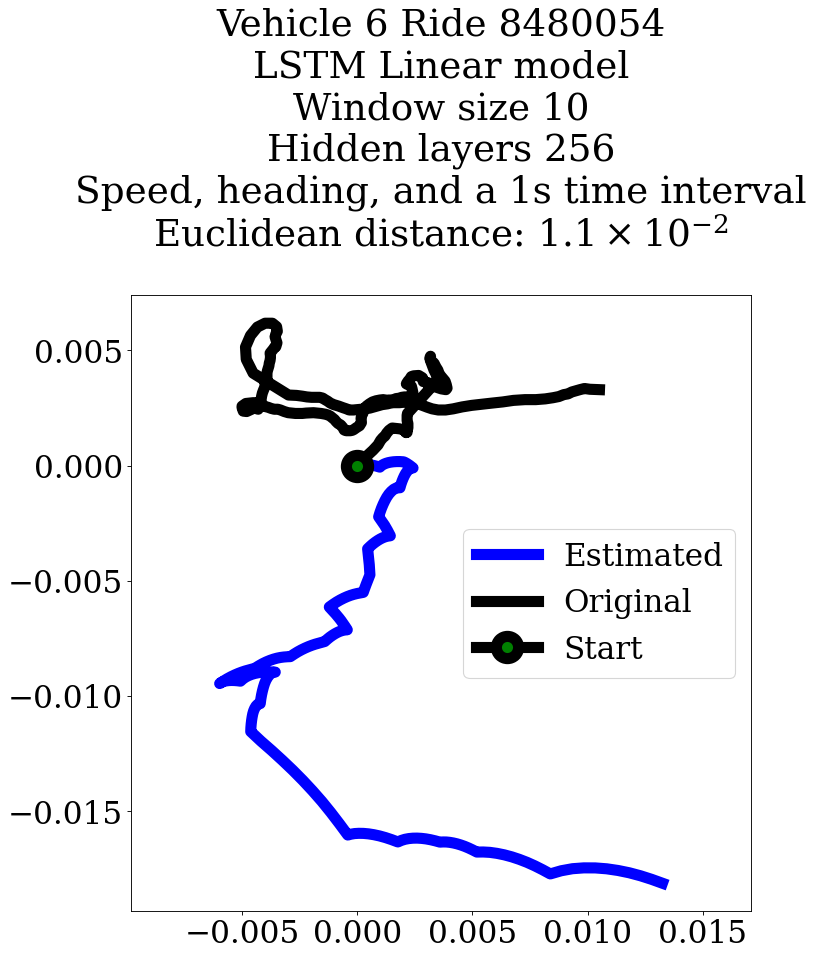 Vehicle 6 Ride 8480054
LSTM Linear model
Window size 10
Hidden layers 256
Speed, heading, and a 1s time interval
Euclidean distance: 1.1 × 10⁻²
0.005
0.000
−0.005
−0.010
−0.015
Estimated
Original
Start
−0.005 0.000 0.005 0.010 0.015